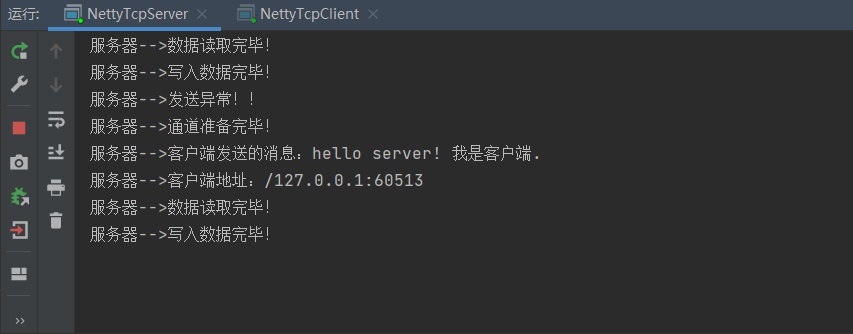 运行: NettyTcpServer × NettyTcpClient ×
服务器-->数据读取完毕!
服务器-->写入数据完毕!
服务器-->发送异常！！
服务器-->通道准备完毕!
服务器-->客户端发送的消息：hello server! 我是客户端.
服务器-->客户端地址：/127.0.0.1:60513
服务器-->数据读取完毕!
服务器-->写入数据完毕!